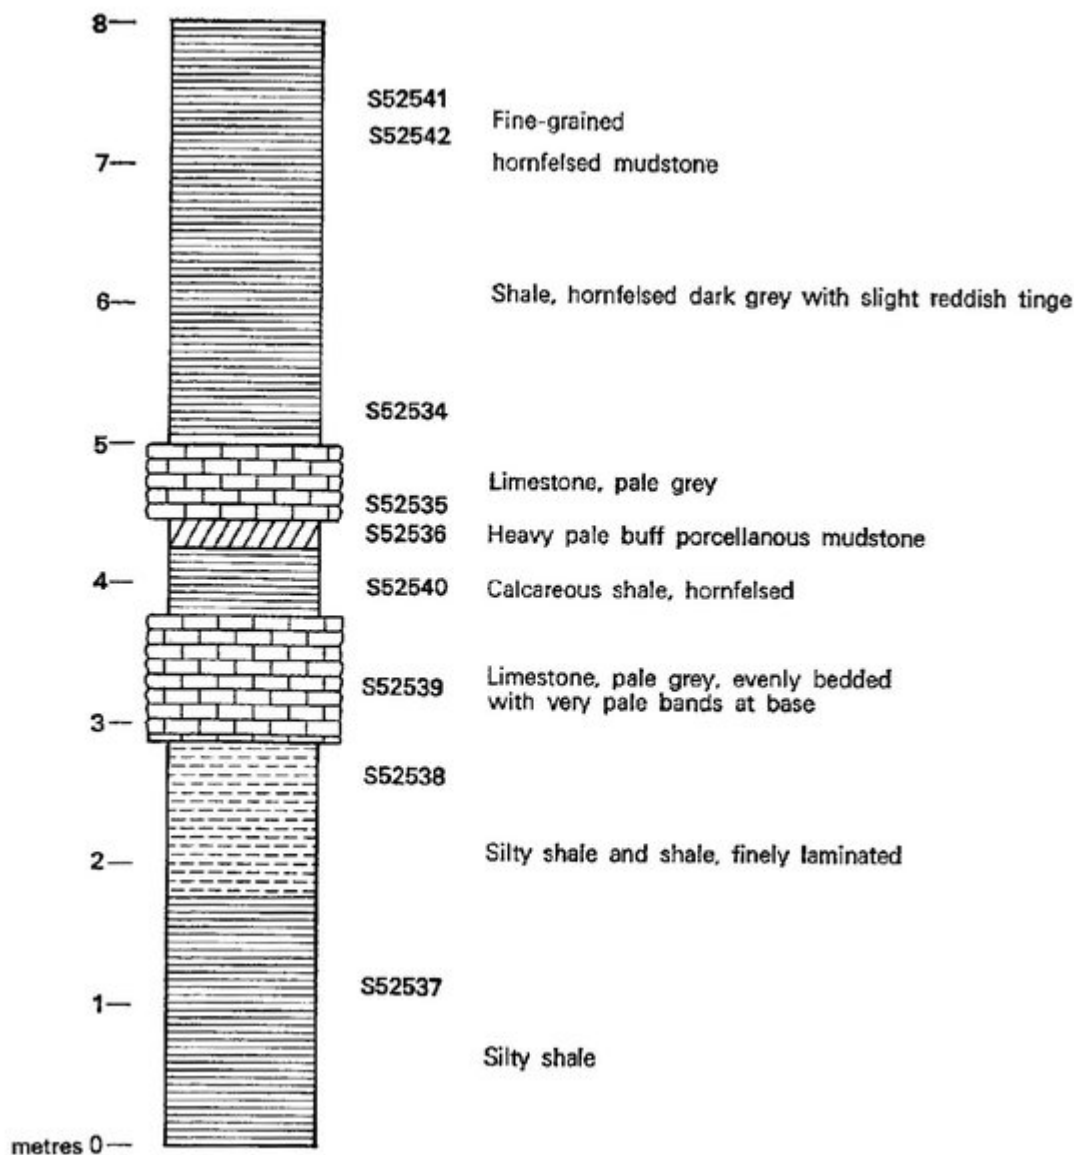 8
S52541
Fine-grained
S52542
7
hornfelsed mudstone
6
Shale, hornfelsed dark grey with slight reddish tinge
S52534
5
Limestone, pale grey
S52535
S52536
Heavy pale buff porcellanous mudstone
4
S52540
Calcareous shale, hornfelsed
S52539
Limestone, pale grey, evenly bedded
with very pale bands at base
3
S52538
2
Silty shale and shale, finely laminated
S52537
1
Silty shale
metres 0